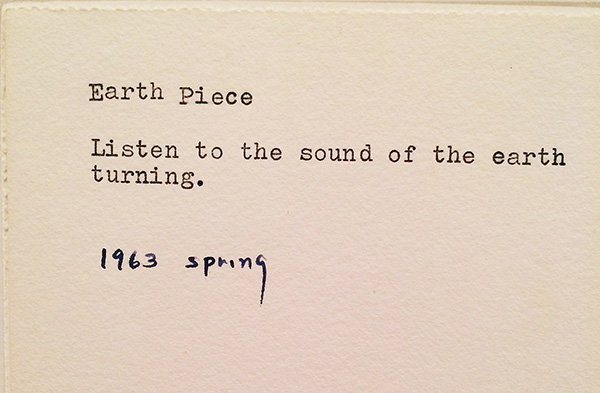 Earth Piece
Listen to the sound of the earth
turning.
1963 spring